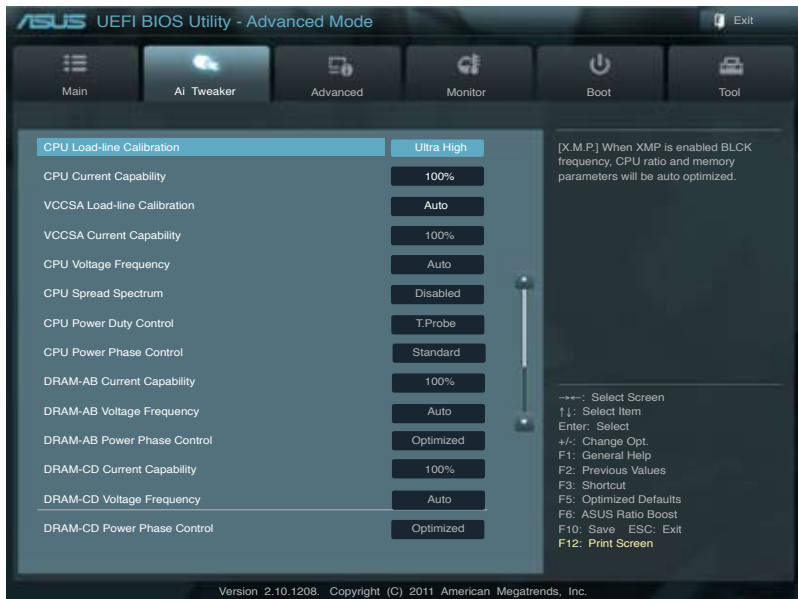 ASUS UEFI BIOS Utility - Advanced Mode
Exit
Main
Ai Tweaker
Advanced
Monitor
Boot
Tool
CPU Load-line Calibration Ultra High
CPU Current Capability 100%
VCCSA Load-line Calibration Auto
VCCSA Current Capability 100%
CPU Voltage Frequency Auto
CPU Spread Spectrum Disabled
CPU Power Duty Control T.Probe
CPU Power Phase Control Standard
DRAM-AB Current Capability 100%
DRAM-AB Voltage Frequency Auto
DRAM-AB Power Phase Control Optimized
DRAM-CD Current Capability 100%
DRAM-CD Voltage Frequency Auto
DRAM-CD Power Phase Control Optimized
[X.M.P.] When XMP is enabled BLCK
frequency, CPU ratio and memory
parameters will be auto optimized.
→←: Select Screen
↑↓: Select Item
Enter: Select
+/-: Change Opt.
F1: General Help
F2: Previous Values
F3: Shortcut
F5: Optimized Defaults
F6: ASUS Ratio Boost
F10: Save ESC: Exit
F12: Print Screen
Version 2.10.1208. Copyright (C) 2011 American Megatrends, Inc.